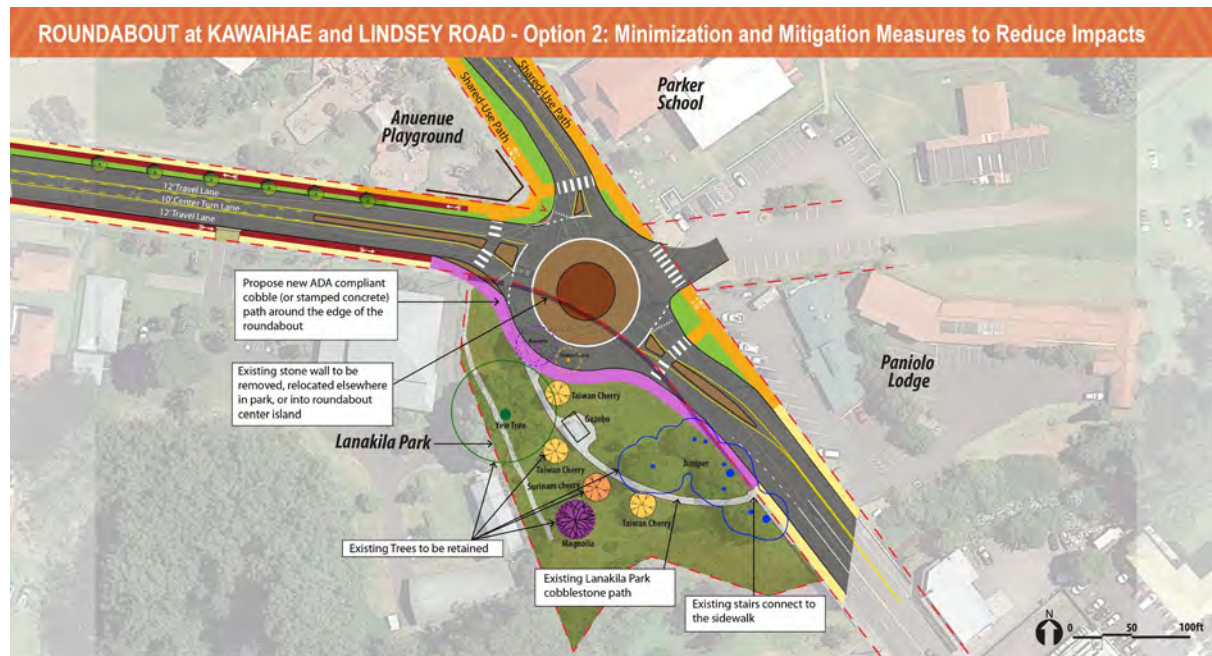 ROUNDABOUT at KAWAIHAE and LINDSEY ROAD - Option 2: Minimization and Mitigation Measures to Reduce Impacts
Shared-Use Path
Shared-Use Path
Parker
School
Anuenue
Playground
12' Travel Lane
10' Center Turn Lane
12' Travel Lane
Propose new ADA compliant
cobble (or stamped concrete)
path around the edge of the
roundabout
Existing stone wall to be
removed, relocated elsewhere
in park, or into roundabout
center island
Paniolo
Lodge
Taiwan Cherry
Gazebo
Yew Tree
Lanakila Park
Taiwan Cherry
Juniper
Surinam cherry
Taiwan Cherry
Magnolia
Existing Trees to be retained
Existing Lanakila Park
cobblestone path
Existing stairs connect to
the sidewalk
N
0 50 100ft